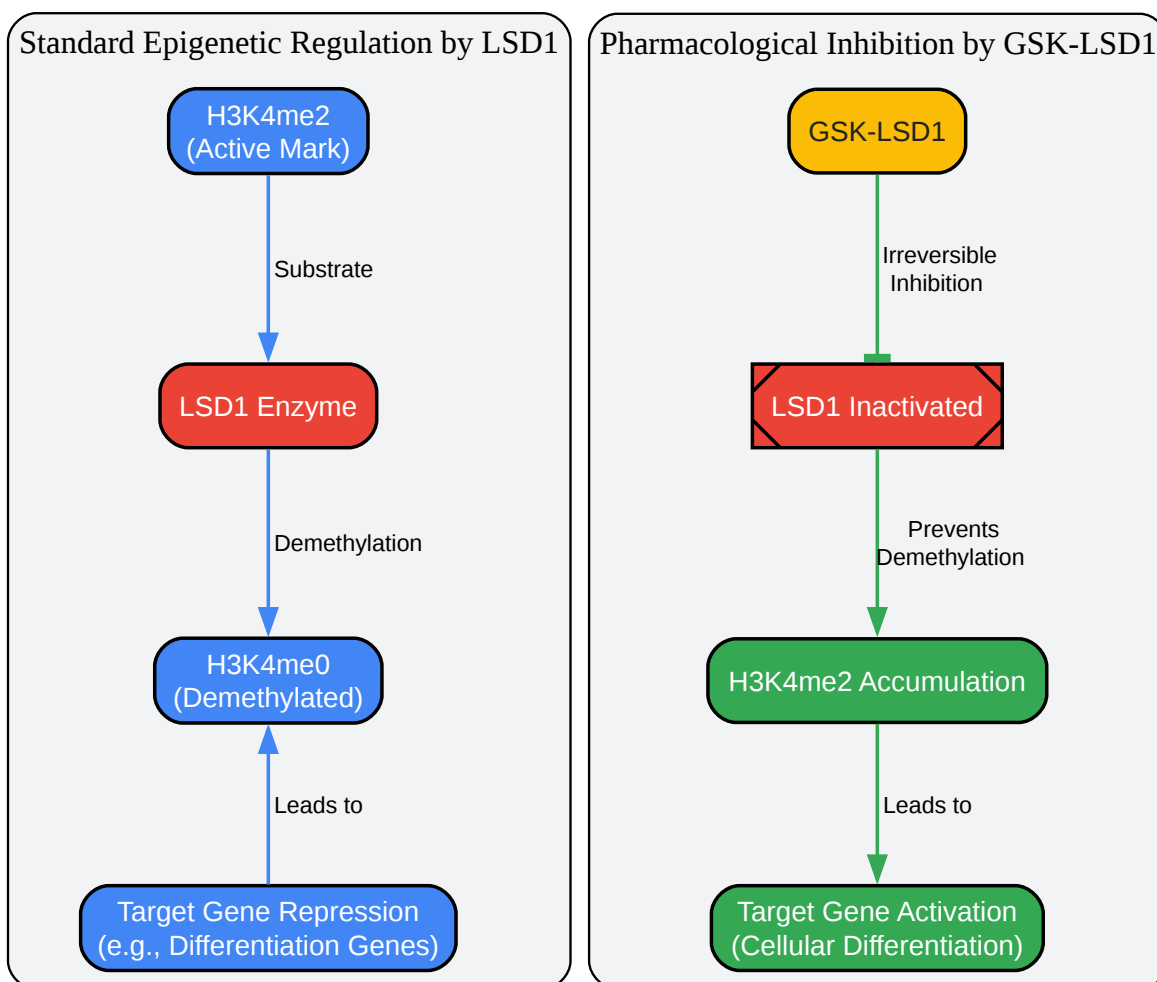 Standard Epigenetic Regulation by LSD1
H3K4me2
(Active Mark)
Substrate
LSD1 Enzyme
Demethylation
H3K4me0
(Demethylated)
Leads to
Target Gene Repression
(e.g., Differentiation Genes)
Pharmacological Inhibition by GSK-LSD1
GSK-LSD1
Irreversible
Inhibition
LSD1 Inactivated
Prevents
Demethylation
H3K4me2 Accumulation
Leads to
Target Gene Activation
(Cellular Differentiation)